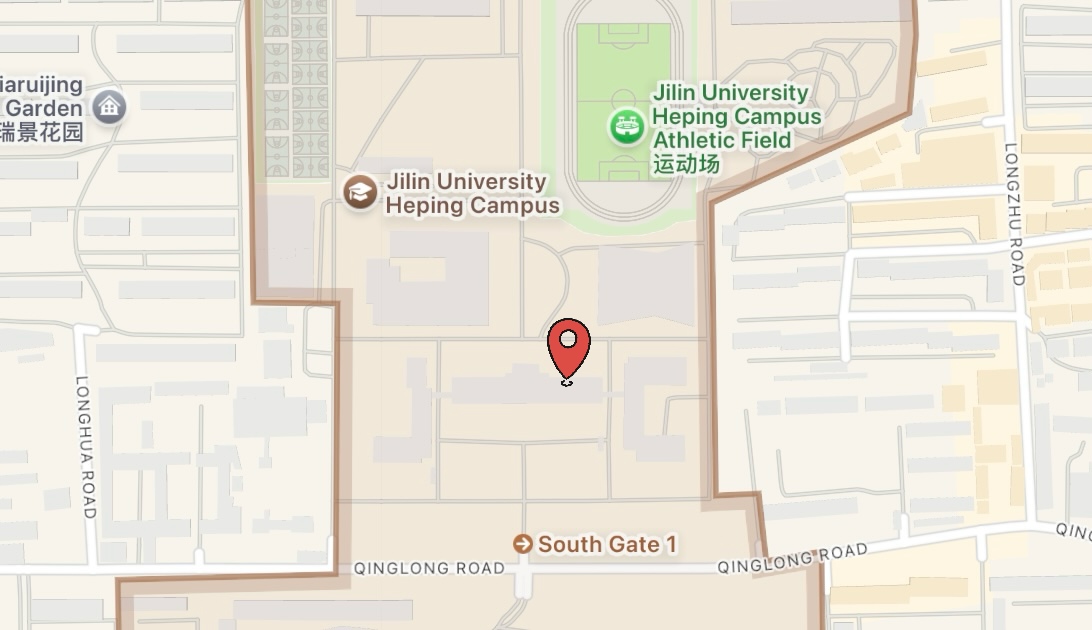 iaruijing
Garden
瑞景花园
Jilin University
Heping Campus
Athletic Field
运动场
Jilin University
Heping Campus
LONGZHU ROAD
LONGHUA ROAD
South Gate 1
QINGLONG ROAD
QINGLONG ROAD
QING